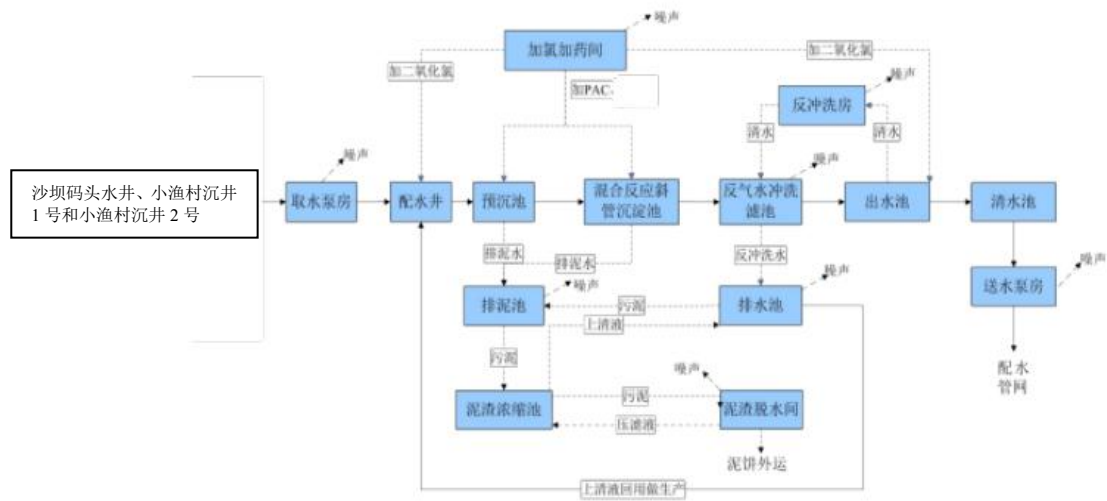 噪声
加氯加药间
加二氧化氯
加二氧化氯
加PAC
噪声
反冲洗房
清水
清水
噪声
噪声
沙坝码头水井、小渔村沉井
1号和小渔村沉井2号
取水泵房
配水井
预沉池
混合反应斜
管沉淀池
反气水冲洗
滤池
出水池
清水池
排泥水
排泥水
反冲洗水
噪声
噪声
噪声
排泥池
污泥
排水池
送水泵房
上清液
污泥
噪声
配水
管网
泥渣浓缩池
污泥
泥渣脱水间
压滤液
泥饼外运
上清液回用做生产